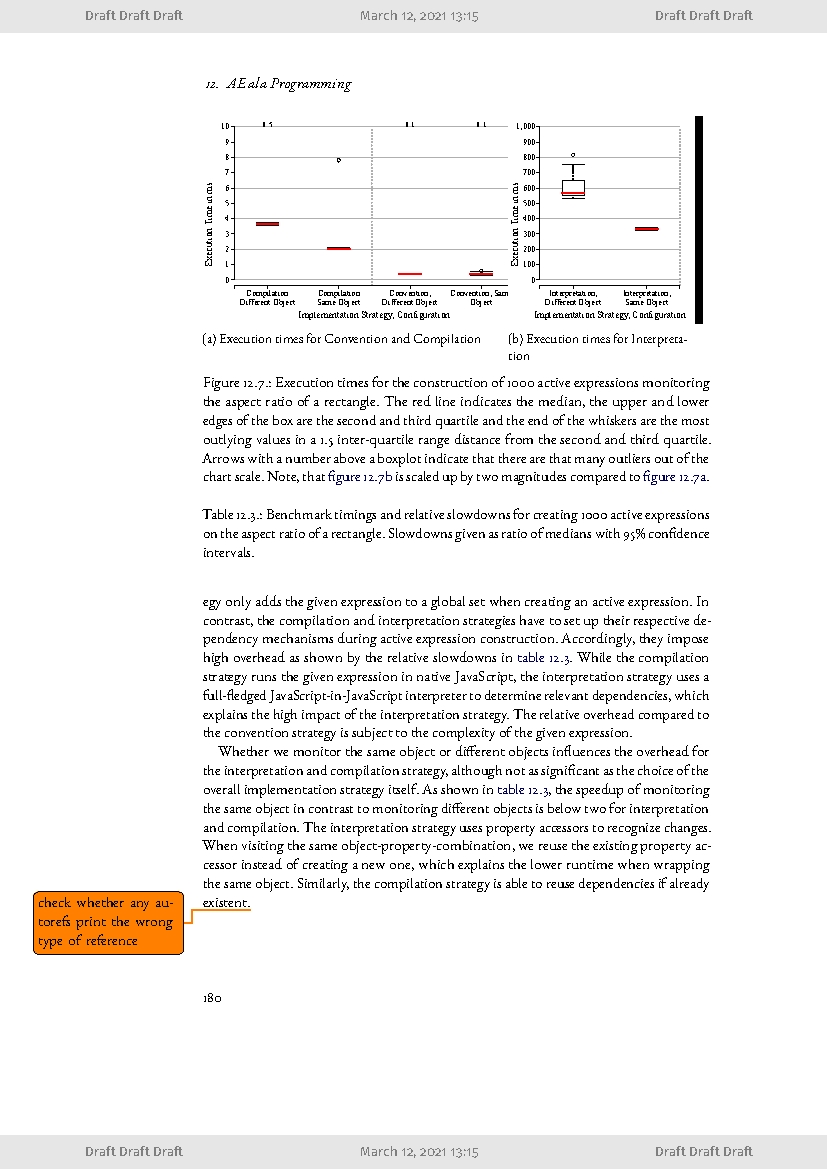 Draft Draft Draft March 12, 2021 13:15 Draft Draft Draft
12. AEala Programming
10
9
8
7
6
5
4
3
2
1
0
Execution Time in ms
Compilation
Different Object
Compilation
Same Object
Convention,
Different Object
Convention, Sam
Object
Implementation Strategy, Configuration
1,000
900
800
700
600
500
400
300
200
100
0
Execution Time in ms
Interpretation,
Different Object
Interpretation,
Same Object
Implementation Strategy, Configuration
(a) Execution times for Convention and Compilation
(b) Execution times for Interpreta-
tion
Figure 12.7.: Execution times for the construction of 1000 active expressions monitoring
the aspect ratio of a rectangle. The red line indicates the median, the upper and lower
edges of the box are the second and third quartile and the end of the whiskers are the most
outlying values in a 1.5 inter-quartile range distance from the second and third quartile.
Arrows with a number above a boxplot indicate that there are that many outliers out of the
chart scale. Note, that figure 12.7b is scaled up by two magnitudes compared to figure 12.7a.
Table 12.3.: Benchmark timings and relative slowdowns for creating 1000 active expressions
on the aspect ratio of a rectangle. Slowdowns given as ratio of medians with 95% confidence
intervals.
egy only adds the given expression to a global set when creating an active expression. In
contrast, the compilation and interpretation strategies have to set up their respective de-
pendency mechanisms during active expression construction. Accordingly, they impose
high overhead as shown by the relative slowdowns in table 12.3. While the compilation
strategy runs the given expression in native JavaScript, the interpretation strategy uses a
full-fledged JavaScript-in-JavaScript interpreter to determine relevant dependencies, which
explains the high impact of the interpretation strategy. The relative overhead compared to
the convention strategy is subject to the complexity of the given expression.
Whether we monitor the same object or different objects influences the overhead for
the interpretation and compilation strategy, although not as significant as the choice of the
overall implementation strategy itself. As shown in table 12.3, the speedup of monitoring
the same object in contrast to monitoring different objects is below two for interpretation
and compilation. The interpretation strategy uses property accessors to recognize changes.
When visiting the same object-property-combination, we reuse the existing property ac-
cessor instead of creating a new one, which explains the lower runtime when wrapping
the same object. Similarly, the compilation strategy is able to reuse dependencies if already
existent.
check whether any au-
torefs print the wrong
type of reference
180
Draft Draft Draft March 12, 2021 13:15 Draft Draft Draft